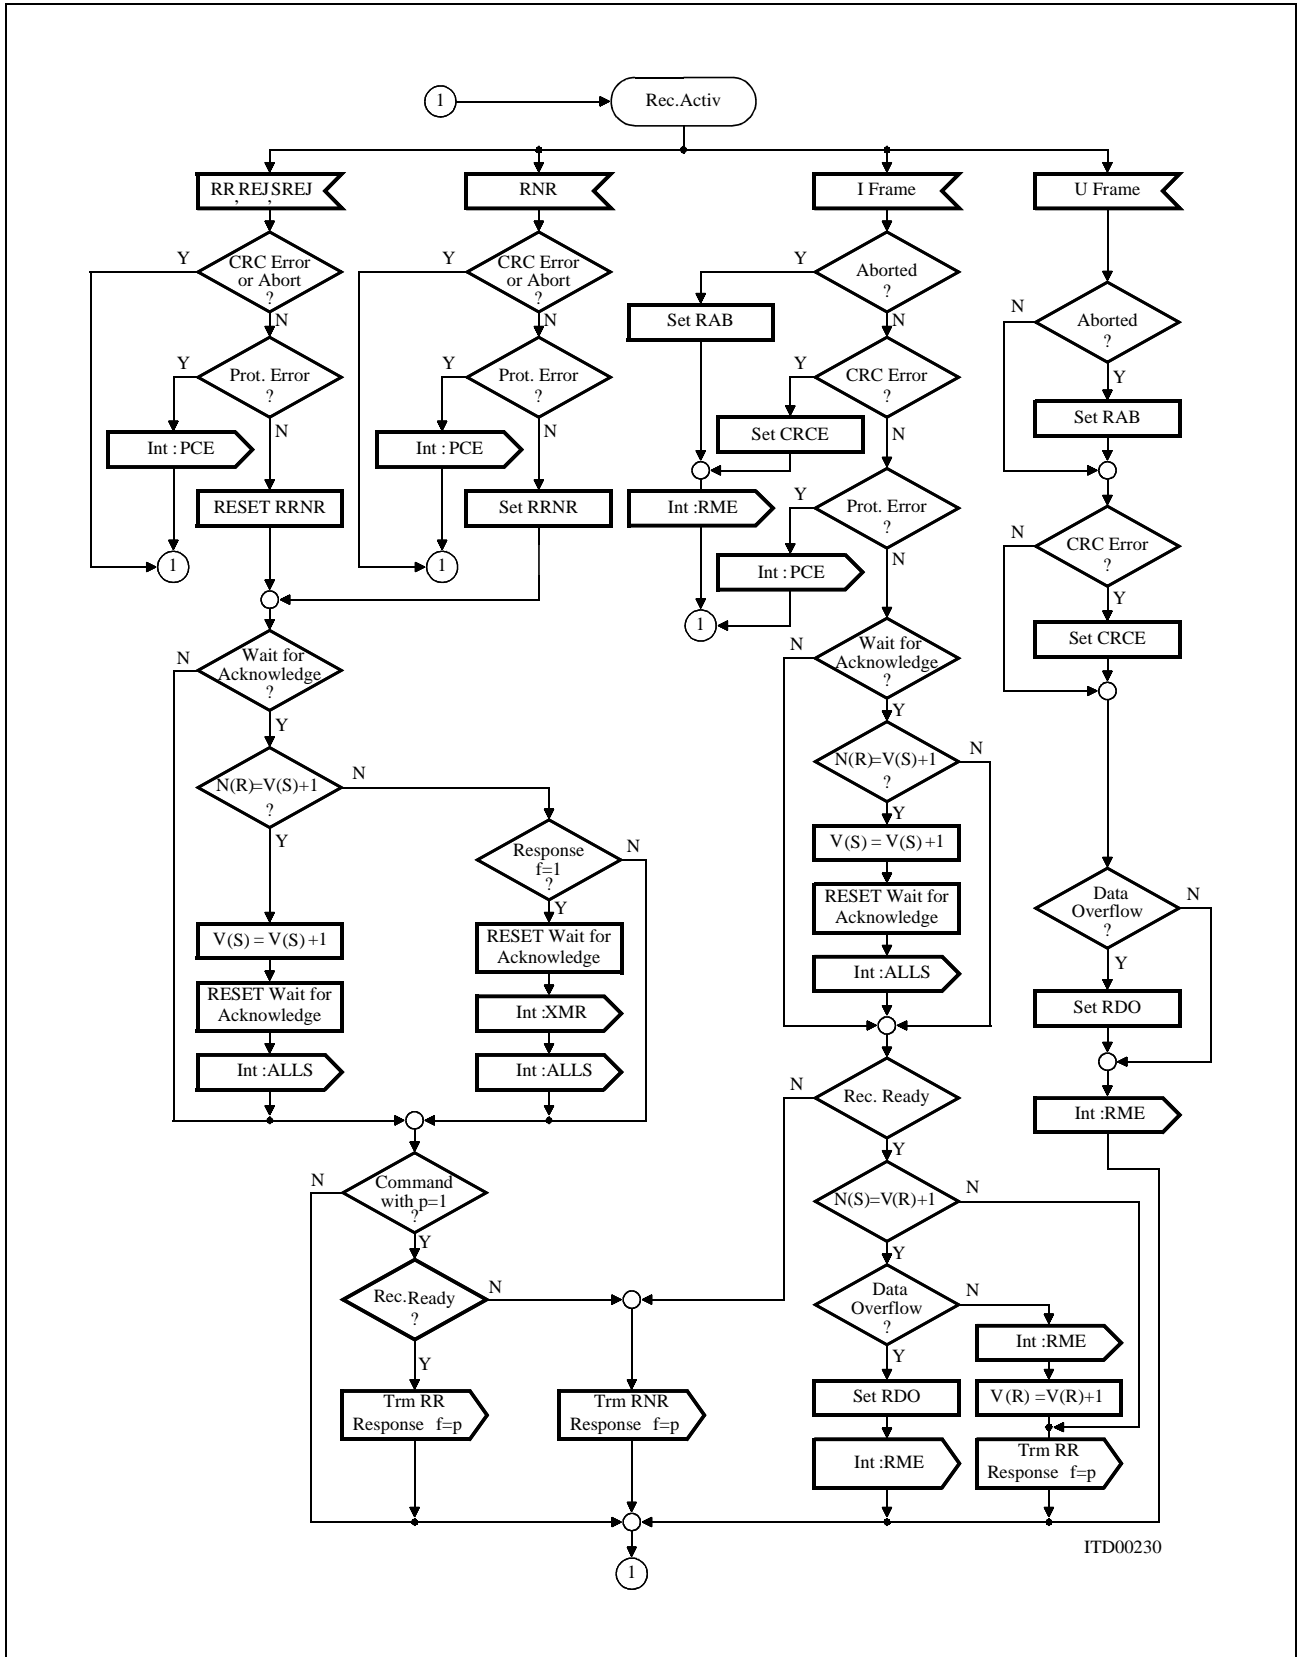 1
Rec.Activ
RR, REJ, SREJ
RNR
I Frame
U Frame
Y
CRC Error
or Abort
?
N
Y
CRC Error
or Abort
?
N
Y
Aborted
?
N
Set RAB
N
Aborted
?
Y
Set RAB
Y
Prot. Error
?
N
Int : PCE
RESET RRNR
1
Y
Prot. Error
?
N
Int : PCE
Set RRNR
1
Y
CRC Error
?
N
Set CRCE
Int :RME
Y
Prot. Error
?
N
Int : PCE
1
N
CRC Error
?
Y
Set CRCE
N
Wait for
Acknowledge
?
Y
N(R)=V(S)+1
?
N
Y
Response
f=1
?
N
Y
V(S) = V(S) +1
RESET Wait for
Acknowledge
Int :ALLS
RESET Wait for
Acknowledge
Int :XMR
Int :ALLS
N
Wait for
Acknowledge
?
Y
N(R)=V(S)+1
?
N
Y
V(S) = V(S) +1
RESET Wait for
Acknowledge
Int :ALLS
Data
Overflow
?
N
Y
Set RDO
Int :RME
N
Rec. Ready
Y
N
Command
with p=1
?
Y
Rec.Ready
?
N
Y
Trm RR
Response f=p
Trm RNR
Response f=p
N(S)=V(R)+1
N
Y
Data
Overflow
?
N
Y
Set RDO
Int :RME
Int :RME
V(R) =V(R)+1
Trm RR
Response f=p
1
ITD00230